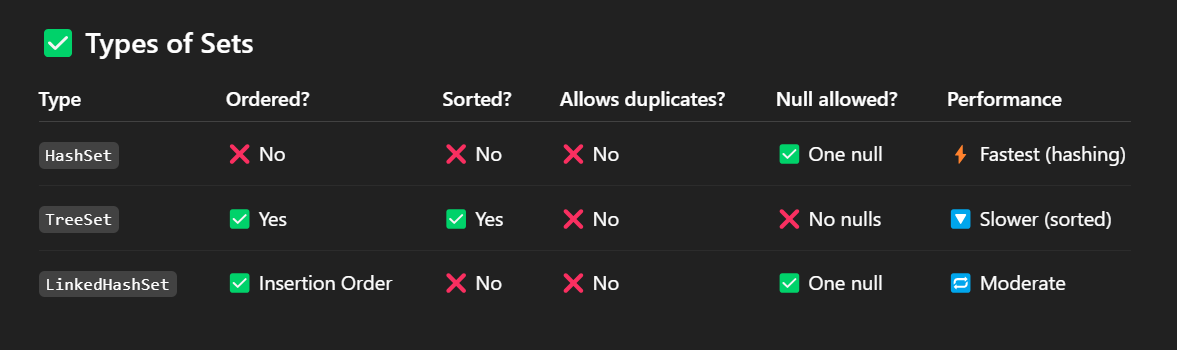 ✅ Types of Sets
Type Ordered? Sorted? Allows duplicates? Null allowed? Performance
HashSet ❌ No ❌ No ❌ No ✅ One null ⚡ Fastest (hashing)
TreeSet ✅ Yes ✅ Yes ❌ No ❌ No nulls 🔽 Slower (sorted)
LinkedHashSet ✅ Insertion Order ❌ No ❌ No ✅ One null 🔁 Moderate